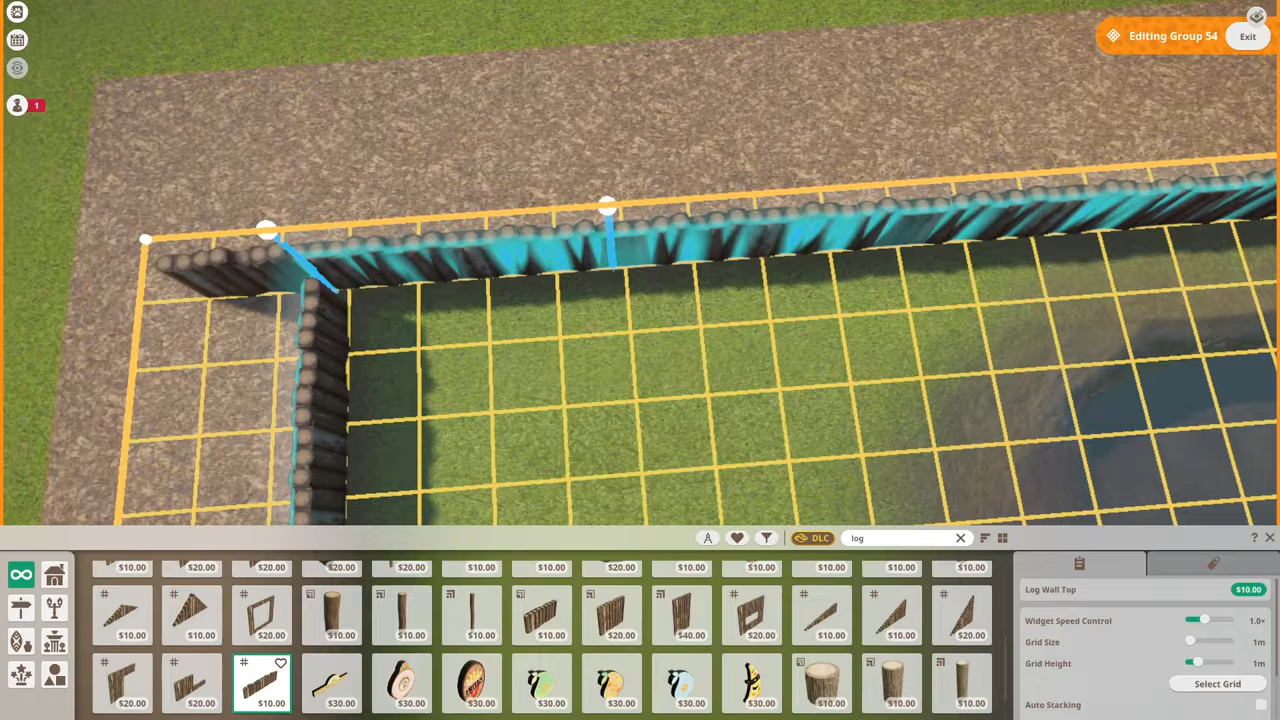 Editing Group 54
Exit
1
DLC
log
?
$10.00 $20.00 $20.00 $10.00 $10.00 $10.00 $10.00 $20.00 $10.00 $10.00 $10.00 $10.00 $10.00
$10.00 $10.00 $20.00 $10.00 $10.00 $10.00 $10.00 $20.00 $40.00 $20.00 $10.00 $10.00 $20.00
$20.00 $20.00 $10.00 $30.00 $30.00 $30.00 $30.00 $30.00 $30.00 $30.00 $10.00 $10.00 $10.00
Log Wall Top $10.00
Widget Speed Control 1.0×
Grid Size 1m
Grid Height 1m
Select Grid
Auto Stacking